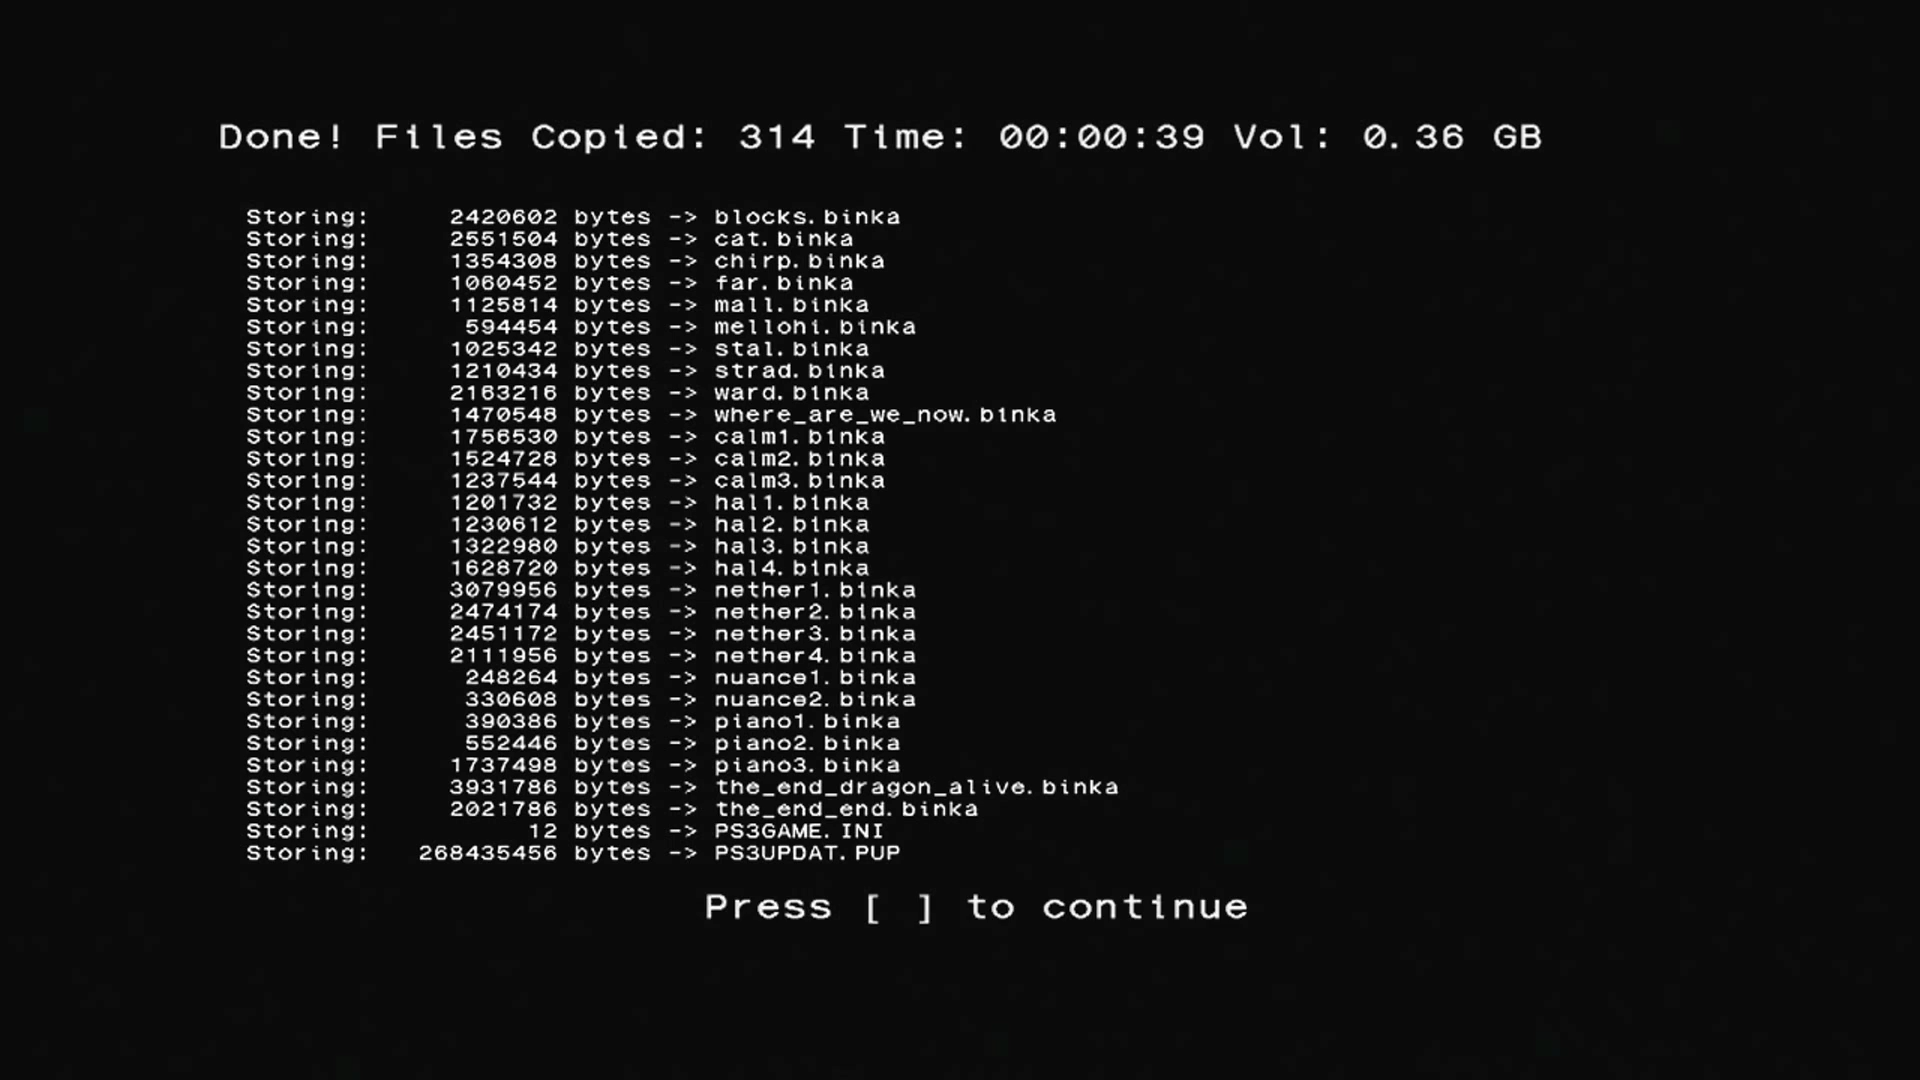 Done! Files Copied: 314 Time: 00:00:39 Vol: 0.36 GB
Storing: 2420602 bytes -> blocks.binka
Storing: 2551504 bytes -> cat.binka
Storing: 1354308 bytes -> chirp.binka
Storing: 1060452 bytes -> far.binka
Storing: 1125814 bytes -> mall.binka
Storing: 594454 bytes -> mellohi.binka
Storing: 1025342 bytes -> stal.binka
Storing: 1210434 bytes -> strad.binka
Storing: 2163216 bytes -> ward.binka
Storing: 1470548 bytes -> where_are_we_now.binka
Storing: 1756530 bytes -> calm1.binka
Storing: 1524728 bytes -> calm2.binka
Storing: 1237544 bytes -> calm3.binka
Storing: 1201732 bytes -> hal1.binka
Storing: 1230612 bytes -> hal2.binka
Storing: 1322980 bytes -> hal3.binka
Storing: 1628720 bytes -> hal4.binka
Storing: 3079956 bytes -> nether1.binka
Storing: 2474174 bytes -> nether2.binka
Storing: 2451172 bytes -> nether3.binka
Storing: 2111956 bytes -> nether4.binka
Storing: 248264 bytes -> nuance1.binka
Storing: 330608 bytes -> nuance2.binka
Storing: 390386 bytes -> piano1.binka
Storing: 552446 bytes -> piano2.binka
Storing: 1737498 bytes -> piano3.binka
Storing: 3931786 bytes -> the_end_dragon_alive.binka
Storing: 2021786 bytes -> the_end_end.binka
Storing: 12 bytes -> PS3GAME.INI
Storing: 268435456 bytes -> PS3UPDAT.PUP
Press [ ] to continue